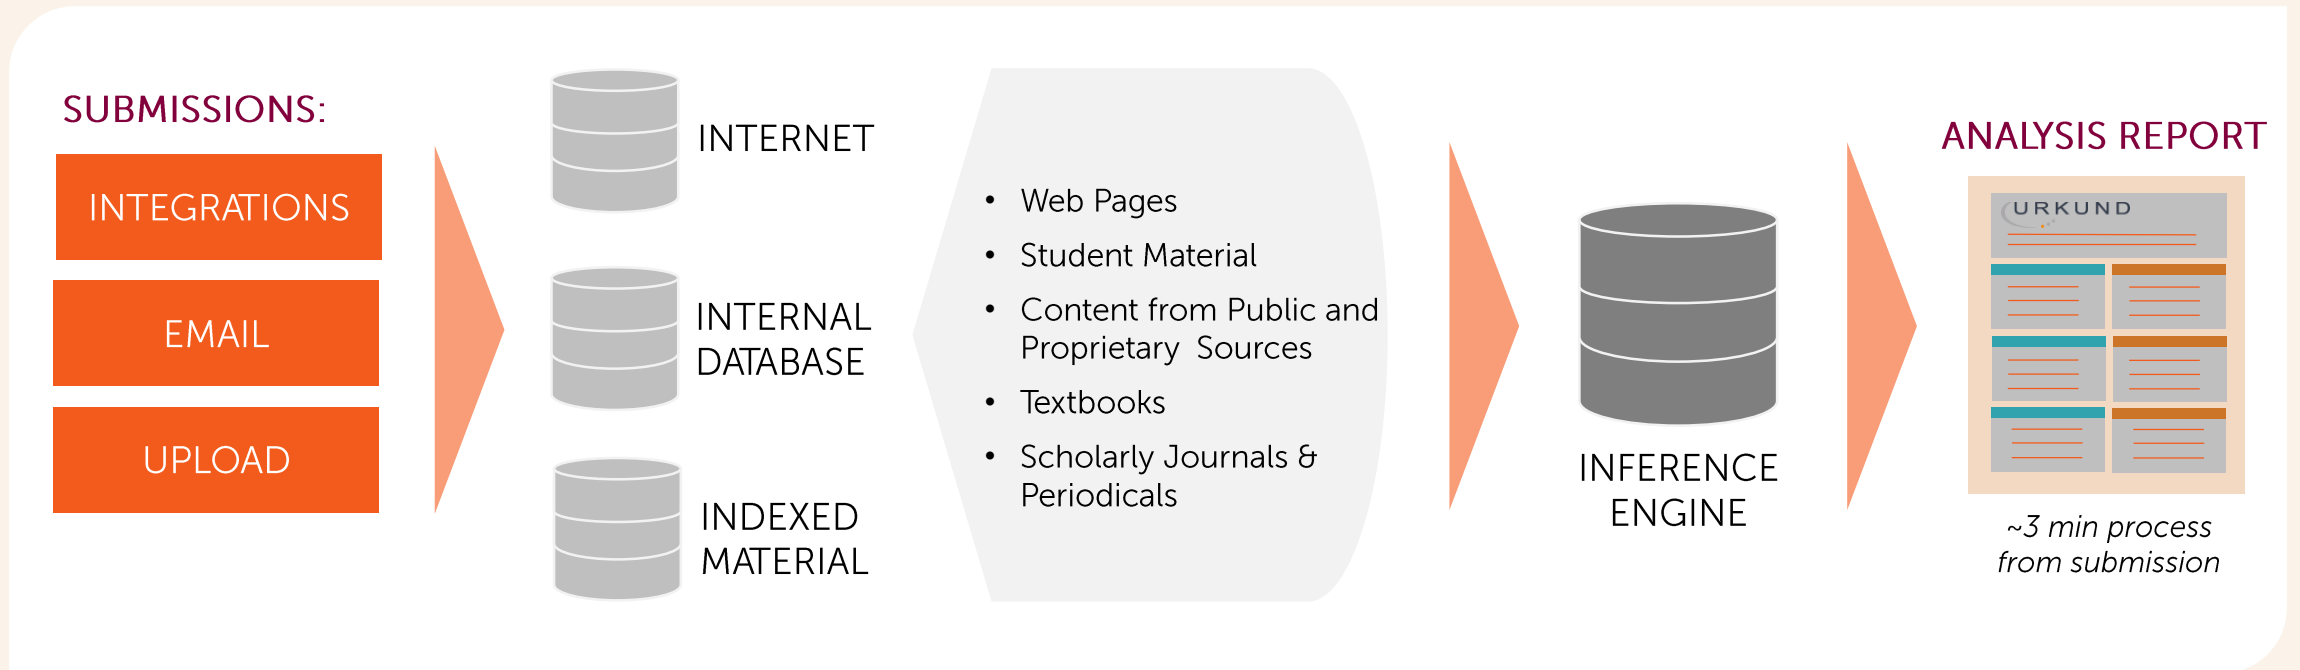 SUBMISSIONS:
INTEGRATIONS
EMAIL
UPLOAD
INTERNET
INTERNAL
DATABASE
INDEXED
MATERIAL
• Web Pages
• Student Material
• Content from Public and
Proprietary Sources
• Textbooks
• Scholarly Journals &
Periodicals
INFERENCE
ENGINE
ANALYSIS REPORT
URKUND
~3 min process
from submission